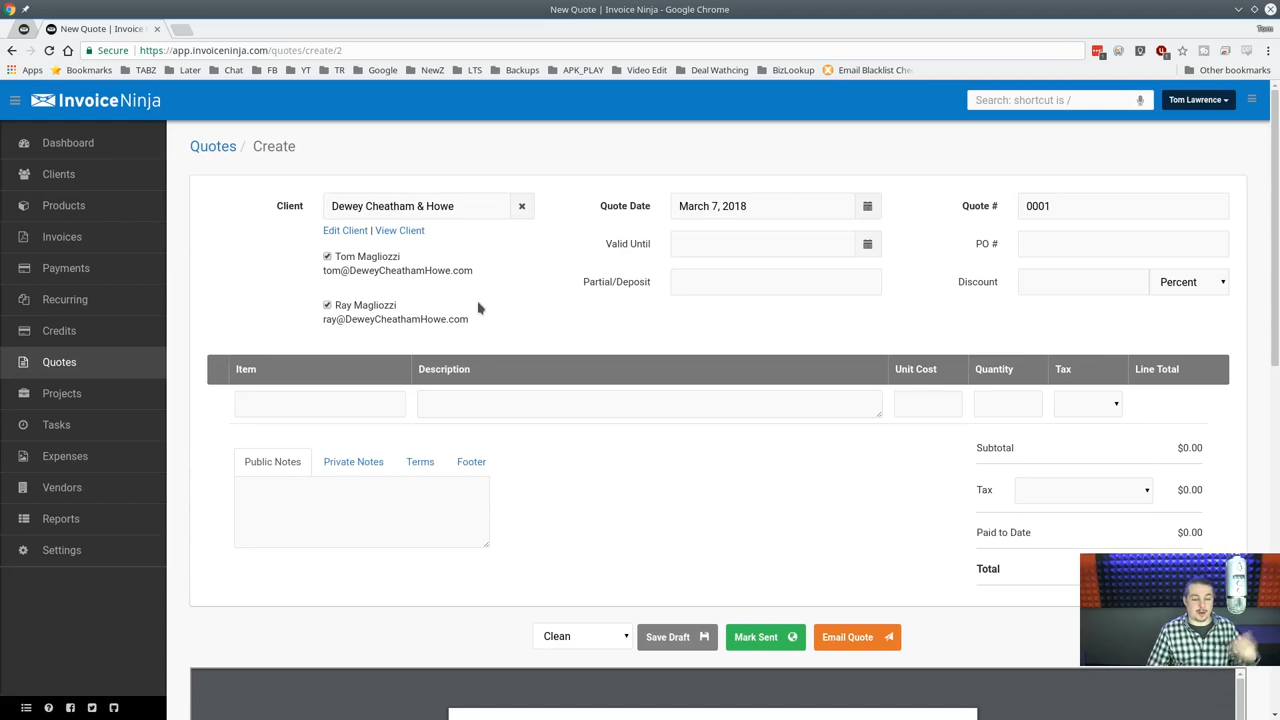 New Quote | Invoice Ninja - Google Chrome
New Quote | Invoice
Tom
Secure
https://app.invoiceninja.com/quotes/create/2
Apps
Bookmarks
TABZ
Later
Chat
FB
YT
TR
Google
NewZ
LTS
Backups
APK_PLAY
Video Edit
Deal Wathcing
BizLookup
Email Blacklist Che
Other bookmarks
InvoiceNinja
Search: shortcut is /
Tom Lawrence
Dashboard
Clients
Products
Invoices
Payments
Recurring
Credits
Quotes
Projects
Tasks
Expenses
Vendors
Reports
Settings
Quotes / Create
Client
Dewey Cheatham & Howe
Edit Client | View Client
Tom Magliozzi
tom@DeweyCheathamHowe.com
Ray Magliozzi
ray@DeweyCheathamHowe.com
Quote Date
March 7, 2018
Valid Until
Partial/Deposit
Quote #
0001
PO #
Discount
Percent
Item
Description
Unit Cost
Quantity
Tax
Line Total
Public Notes
Private Notes
Terms
Footer
Subtotal
$0.00
Tax
$0.00
Paid to Date
$0.00
Total
Clean
Save Draft
Mark Sent
Email Quote